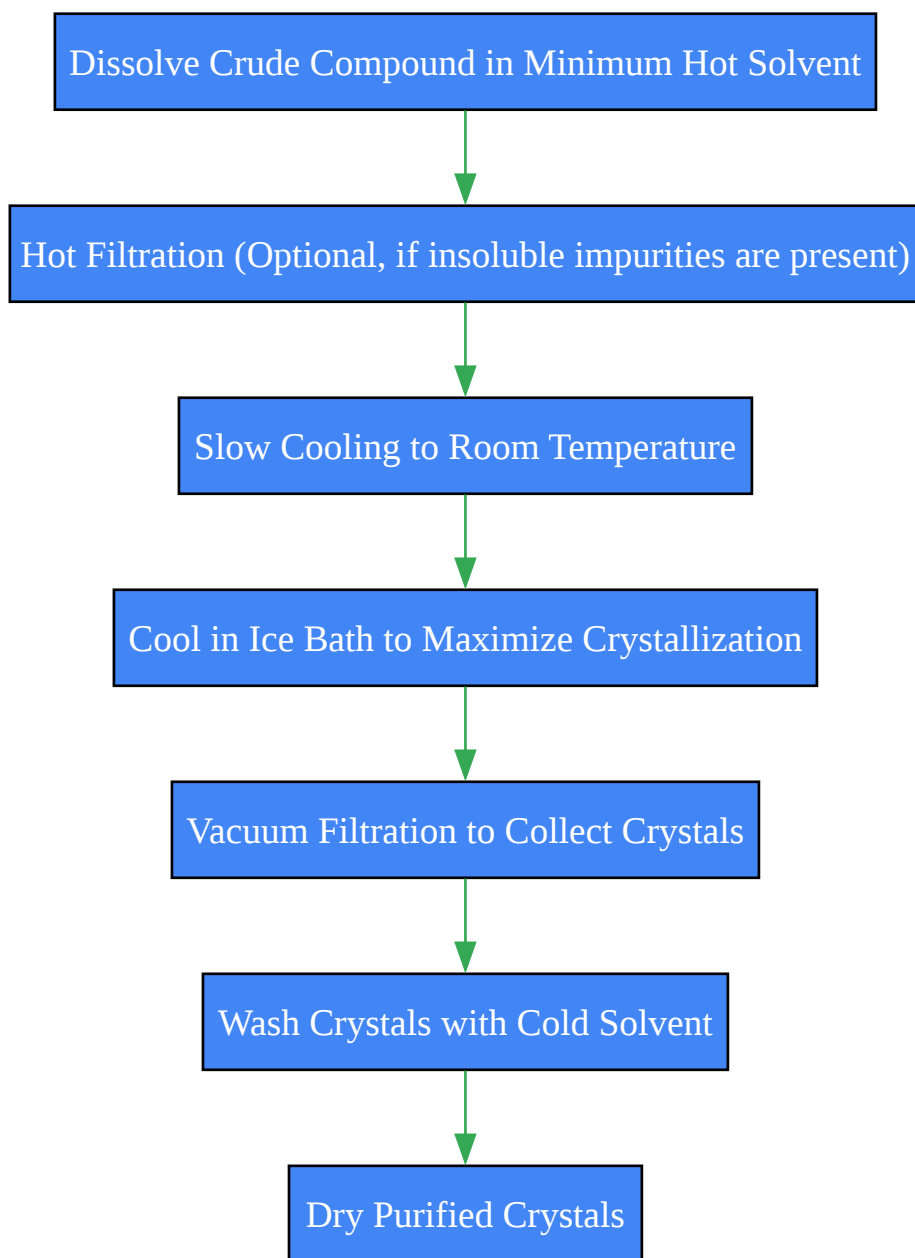 Dissolve Crude Compound in Minimum Hot Solvent
Hot Filtration (Optional, if insoluble impurities are present)
Slow Cooling to Room Temperature
Cool in Ice Bath to Maximize Crystallization
Vacuum Filtration to Collect Crystals
Wash Crystals with Cold Solvent
Dry Purified Crystals